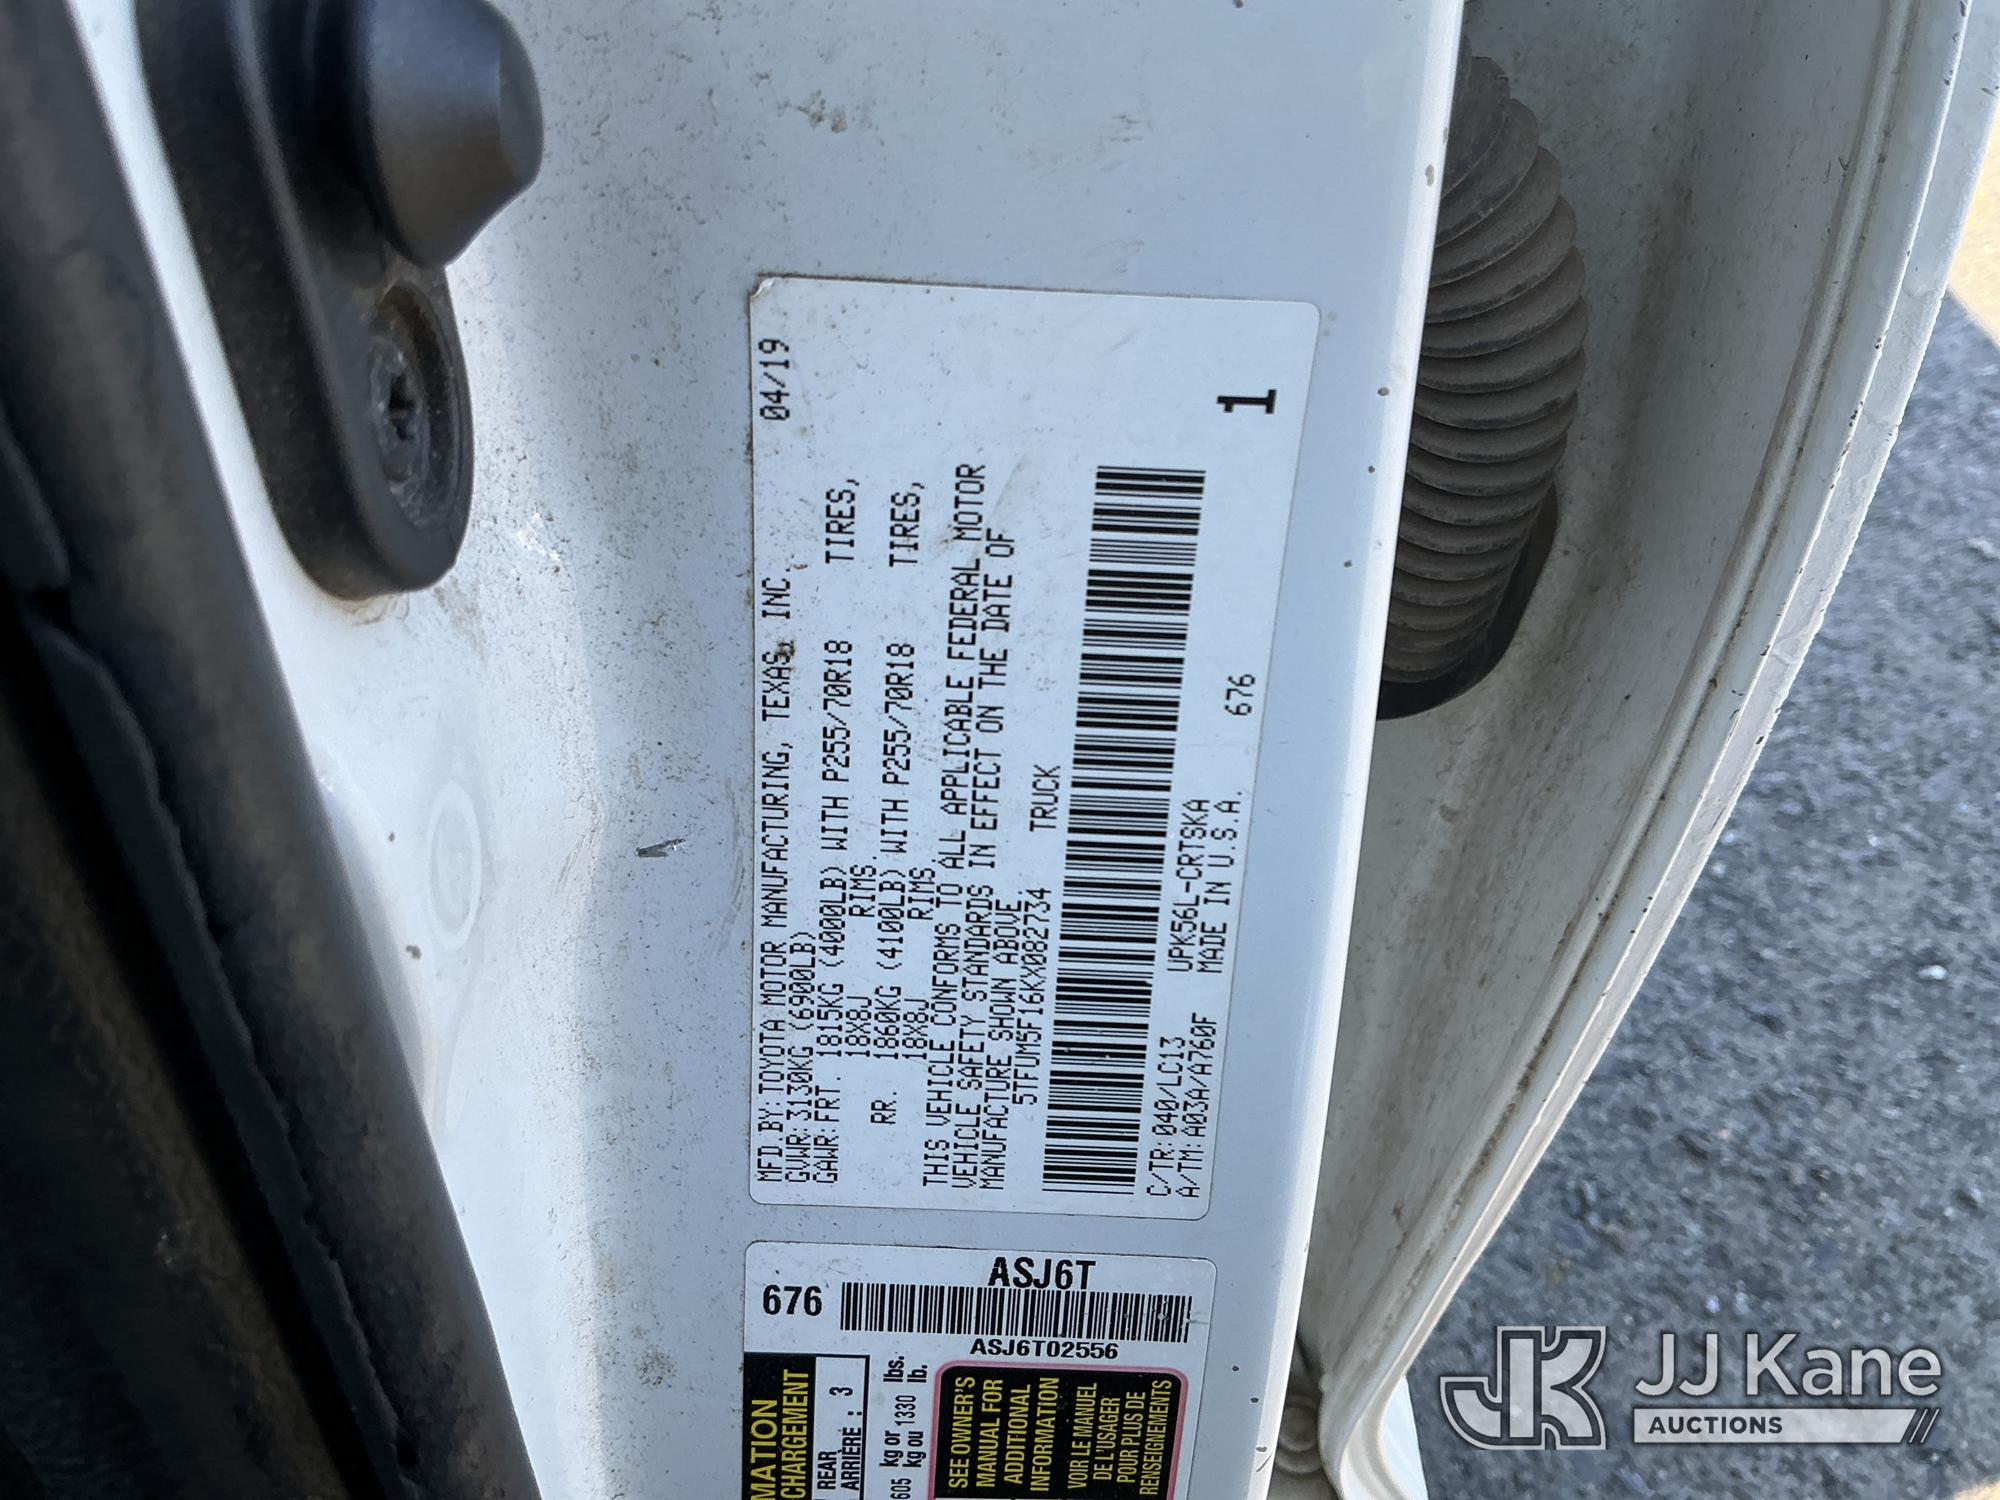 MFD BY: TOYOTA MOTOR MANUFACTURING, TEXAS, INC. 04/19
GVWR: 3130KG (6900LB)
GAWR: FRT. 1815KG (4000LB) WITH P255/70R18 TIRES,
18X8J RIMS,
RR. 1860KG (4100LB) WITH P255/70R18 TIRES,
18X8J RIMS.
THIS VEHICLE CONFORMS TO ALL APPLICABLE FEDERAL MOTOR
VEHICLE SAFETY STANDARDS IN EFFECT ON THE DATE OF
MANUFACTURE SHOWN ABOVE.
5TFUM5F16KX082734 TRUCK
C/TR: 040/LC13 UPK56L-CRTSKA 676
A/TM: A03A/A760F MADE IN U.S.A.
1
676
ASJ6T
ASJ6T02556
MATION
CHARGEMENT
REAR
ARRIÈRE : 3
605 kg or 1330 lbs.
kg ou lb.
SEE OWNER'S
MANUAL FOR
ADDITIONAL
INFORMATION
VOIR LE MANUEL
DE L'USAGER
POUR PLUS DE
RENSEIGNEMENTS
JK
JJ Kane
AUCTIONS